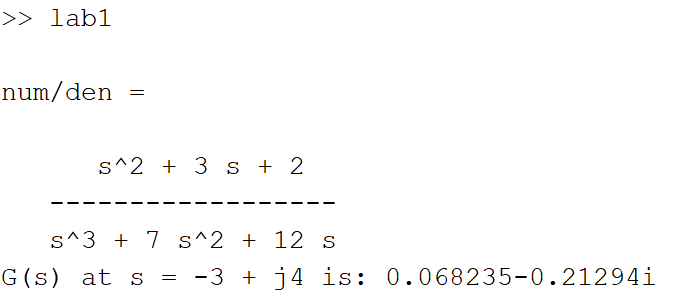 >> lab1
num/den =
s^2 + 3 s + 2
------------------
s^3 + 7 s^2 + 12 s
G(s) at s = -3 + j4 is: 0.068235-0.21294i